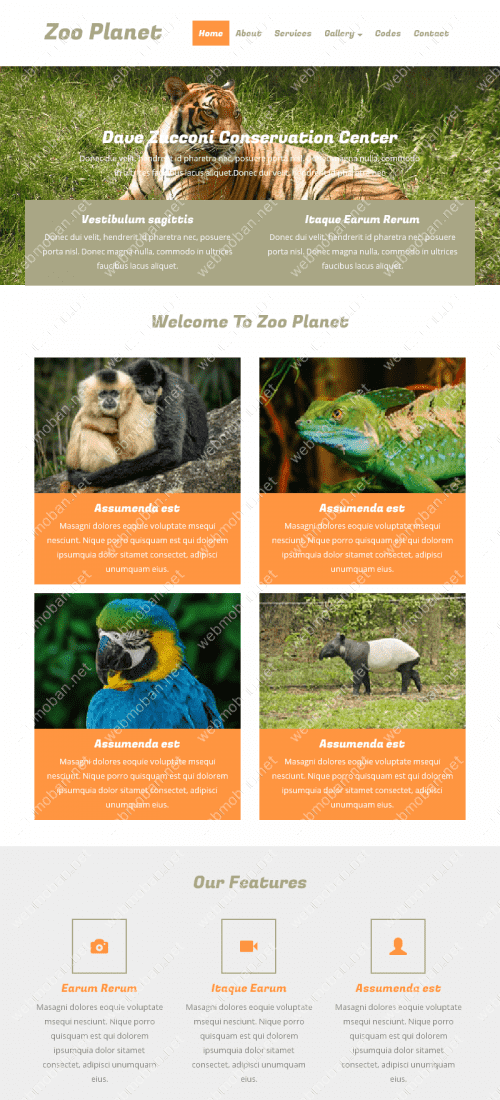 Zoo Planet
Home About Services Gallery Codes Contact
Dave Zacconi Conservation Center
Donec dui velit, hendrerit id pharetra nec, posuere porta nisl. Donec magna nulla, commodo
in ultrices faucibus lacus aliquet.Donec dui velit, hendrerit id pharetra nec
Vestibulum sagittis
Donec dui velit, hendrerit id pharetra nec, posuere
porta nisl. Donec magna nulla, commodo in ultrices
faucibus lacus aliquet.
Itaque Earum Rerum
Donec dui velit, hendrerit id pharetra nec, posuere
porta nisl. Donec magna nulla, commodo in ultrices
faucibus lacus aliquet.
Welcome To Zoo Planet
Assumenda est
Masagni dolores eoquie voluptate msequi
nesciunt. Nique porro quisquam est qui dolorem
ipsumquia dolor sitamet consectet, adipisci
unumquam eius.
Assumenda est
Masagni dolores eoquie voluptate msequi
nesciunt. Nique porro quisquam est qui dolorem
ipsumquia dolor sitamet consectet, adipisci
unumquam eius.
Assumenda est
Masagni dolores eoquie voluptate msequi
nesciunt. Nique porro quisquam est qui dolorem
ipsumquia dolor sitamet consectet, adipisci
unumquam eius.
Assumenda est
Masagni dolores eoquie voluptate msequi
nesciunt. Nique porro quisquam est qui dolorem
ipsumquia dolor sitamet consectet, adipisci
unumquam eius.
Our Features
Earum Rerum
Masagni dolores eoquie voluptate
msequi nesciunt. Nique porro
quisquam est qui dolorem
ipsumquia dolor sitamet
consectet, adipisci unumquam
eius.
Itaque Earum
Masagni dolores eoquie voluptate
msequi nesciunt. Nique porro
quisquam est qui dolorem
ipsumquia dolor sitamet
consectet, adipisci unumquam
eius.
Assumenda est
Masagni dolores eoquie voluptate
msequi nesciunt. Nique porro
quisquam est qui dolorem
ipsumquia dolor sitamet
consectet, adipisci unumquam
eius.
webmoban.net